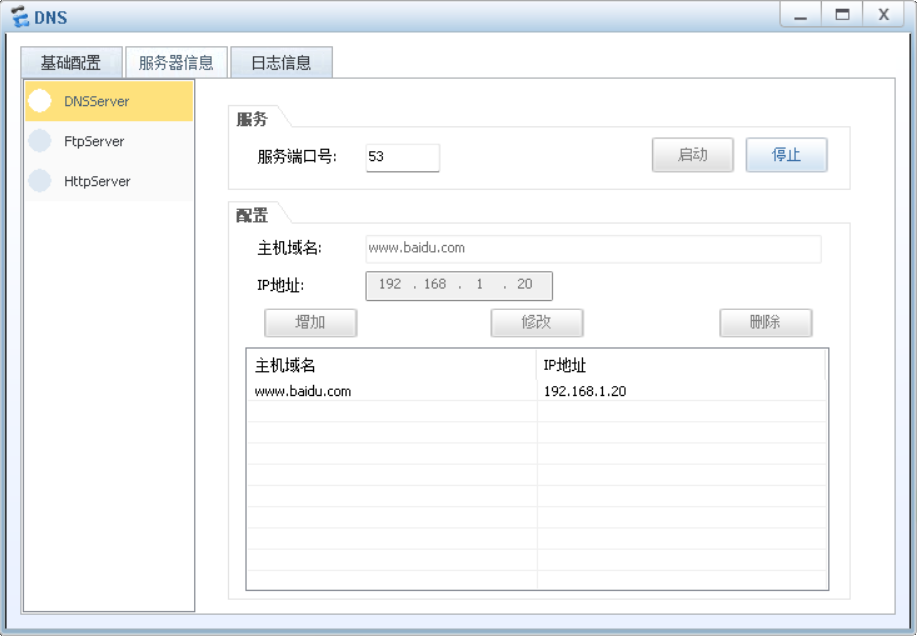 DNS
基础配置 服务器信息 日志信息
DNSServer
FtpServer
HttpServer
服务
服务端口号: 53 启动 停止
配置
主机域名: www.baidu.com
IP地址: 192 . 168 . 1 . 20
增加 修改 删除
主机域名 IP地址
www.baidu.com 192.168.1.20